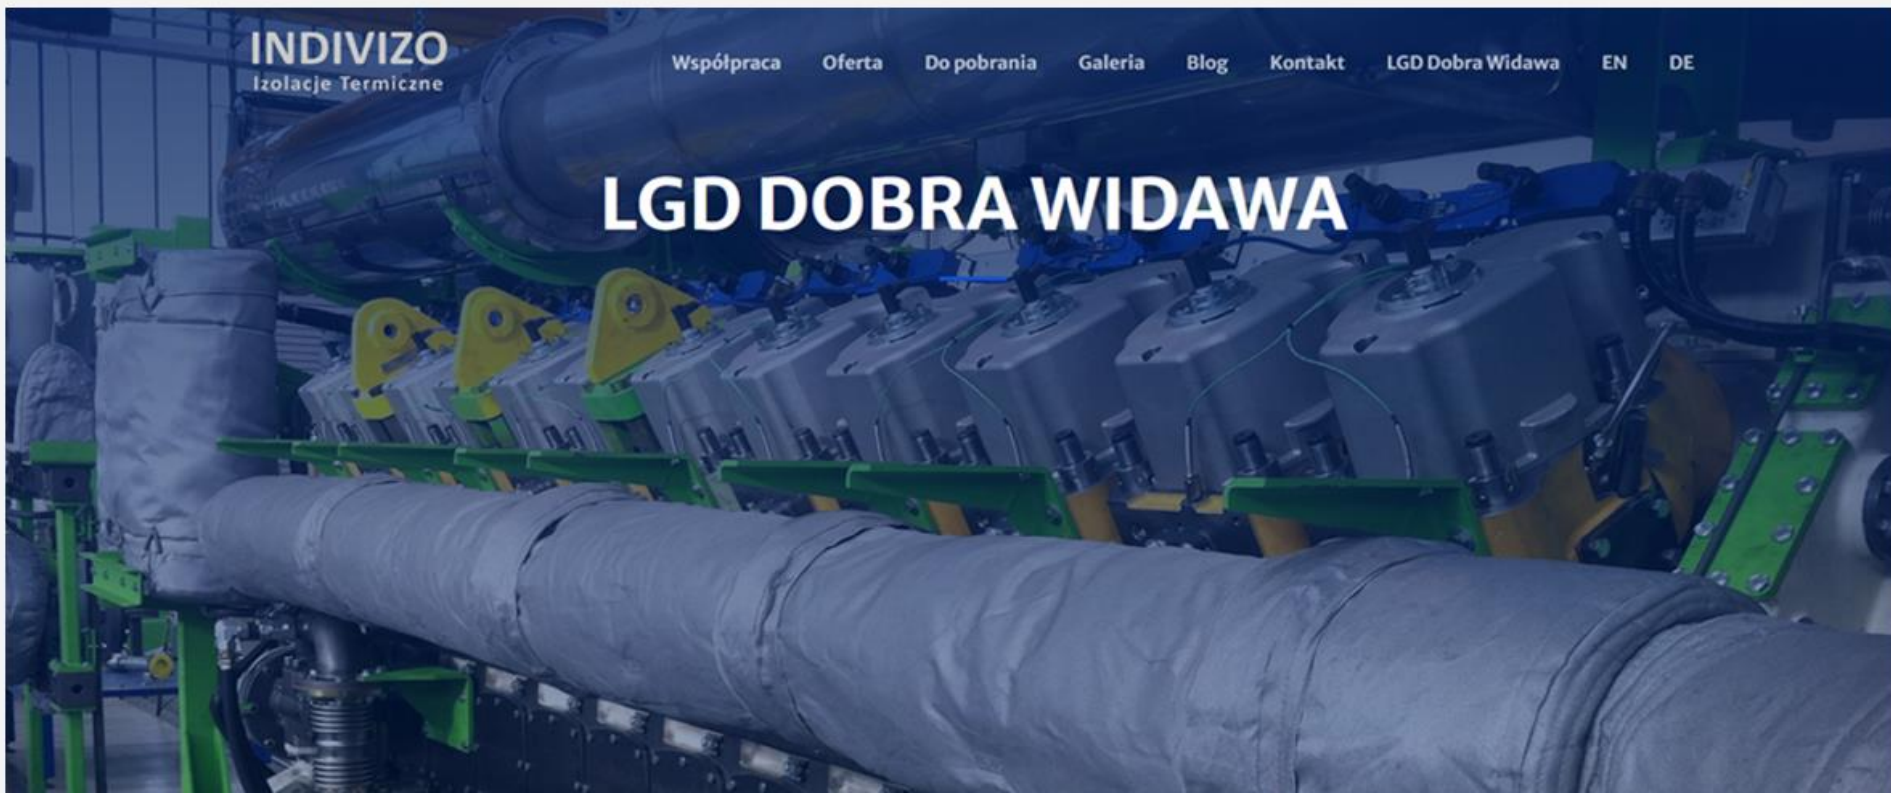 INDIVIZO
Izolacje Termiczne
Współpraca Oferta Do pobrania Galeria Blog Kontakt LGD Dobra Widawa EN DE
LGD DOBRA WIDAWA